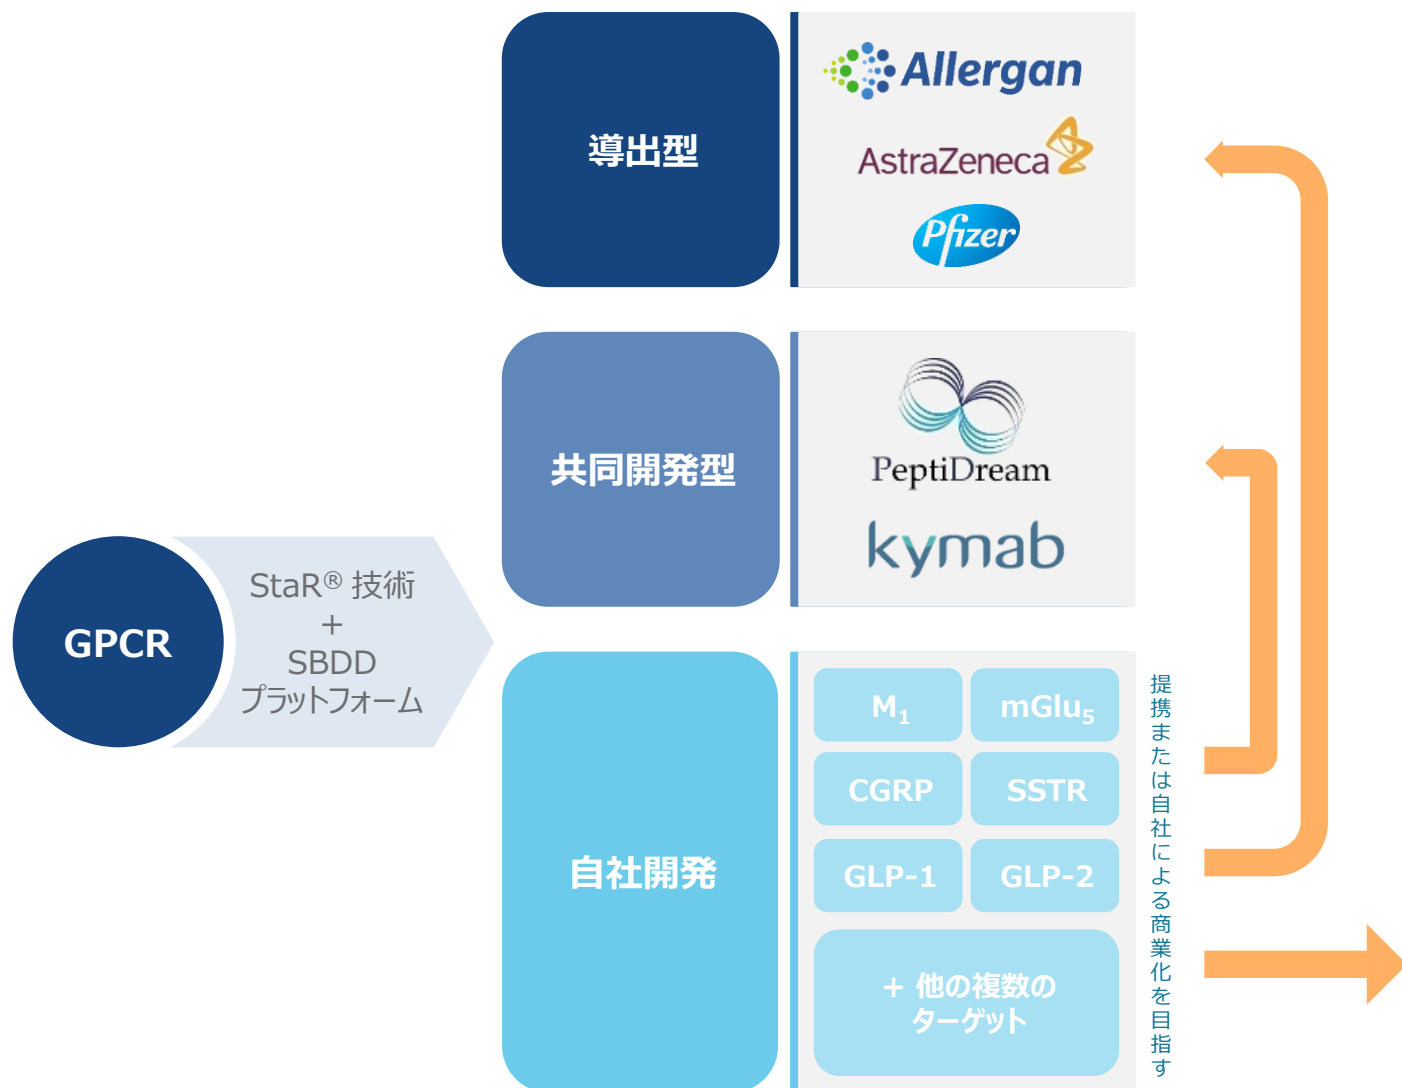 GPCR
StaR® 技術
+
SBDD
プラットフォーム
導出型
Allergan
AstraZeneca
Pfizer
共同開発型
PeptiDream
kymab
自社開発
M₁
mGlu₅
CGRP
SSTR
GLP-1
GLP-2
+ 他の複数の
ターゲット
提携または自社による商業化を目指す